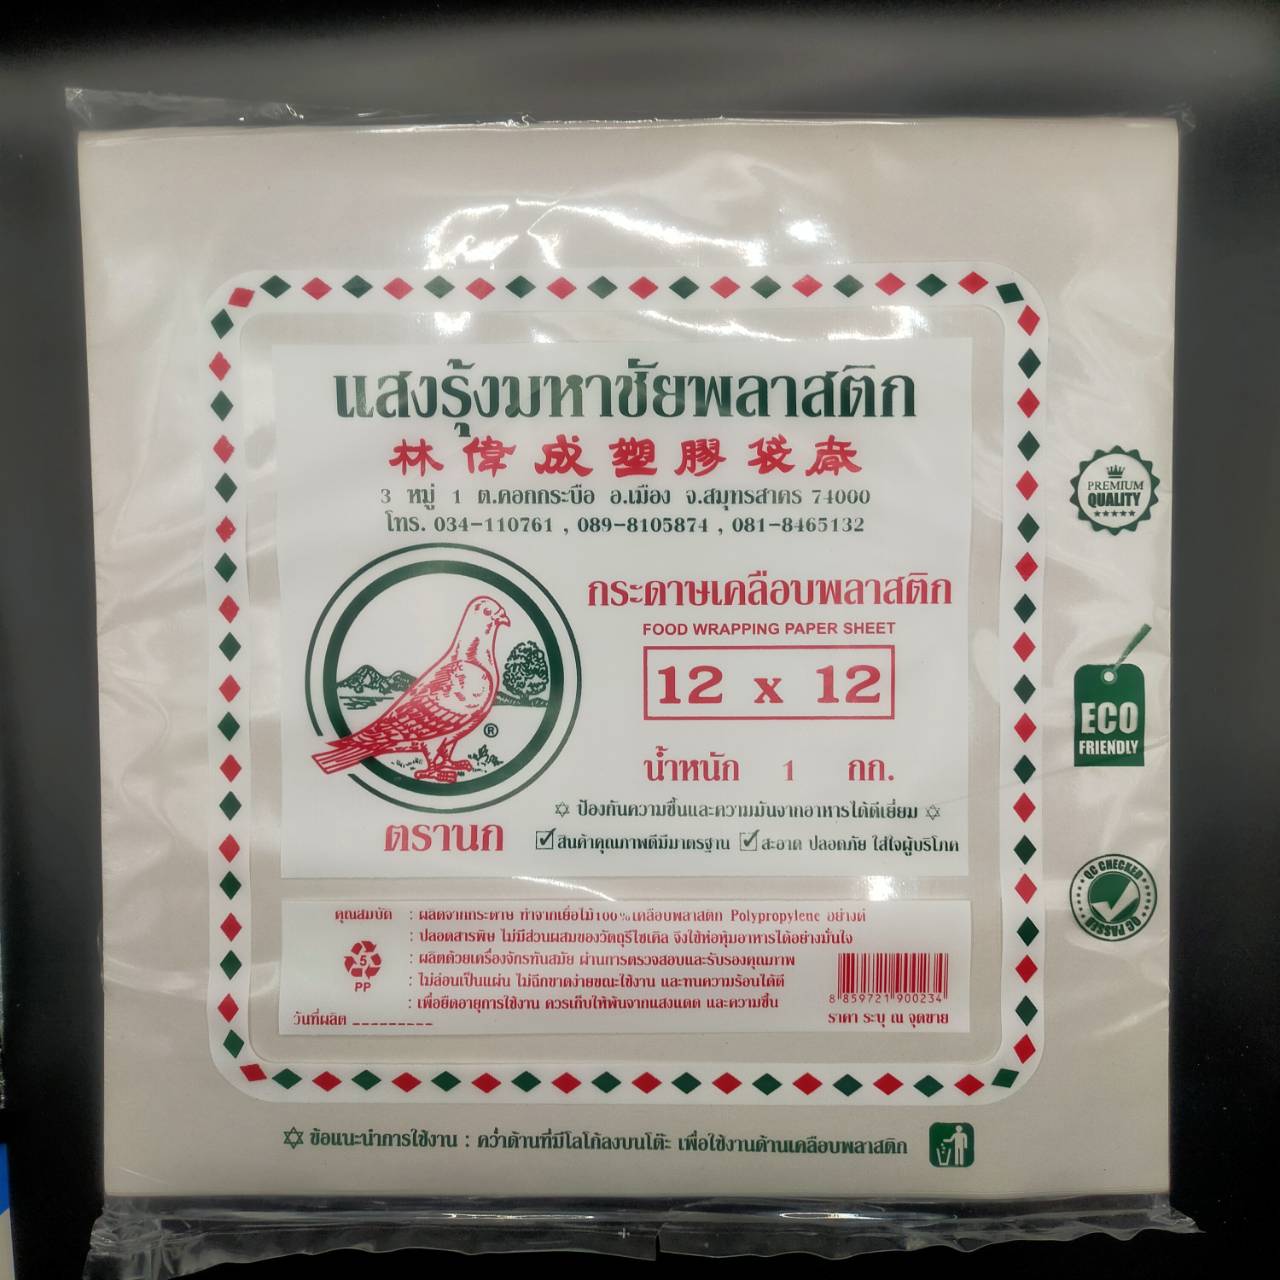 แสงรุ้งมหาชัยพลาสติก
林偉成塑膠袋廠
3 หมู่ 1 ต.คอกกระบือ อ.เมือง จ.สมุทรสาคร 74000
โทร. 034-110761 , 089-8105874 , 081-8465132
กระดาษเคลือบพลาสติก
FOOD WRAPPING PAPER SHEET
12 x 12
น้ำหนัก 1 กก.
®
ตรานก
✡ ป้องกันความชื้นและความมันจากอาหารได้ดีเยี่ยม ✡
☑ สินค้าคุณภาพดีมีมาตรฐาน ☑ สะอาด ปลอดภัย ใส่ใจผู้บริโภค
คุณสมบัติ : ผลิตจากกระดาษ ทำจากเยื่อไม้100%เคลือบพลาสติก Polypropylene อย่างดี
: ปลอดสารพิษ ไม่มีส่วนผสมของวัตถุรีไซเคิล จึงใช้ห่อหุ้มอาหารได้อย่างมั่นใจ
: ผลิตด้วยเครื่องจักรทันสมัย ผ่านการตรวจสอบและรับรองคุณภาพ
: ไม่ล่อนเป็นแผ่น ไม่ฉีกขาดง่ายขณะใช้งาน และทนความร้อนได้ดี
: เพื่อยืดอายุการใช้งาน ควรเก็บให้พ้นจากแสงแดด และความชื้น
5
PP
วันที่ผลิต _________
8 859721 900234
ราคา ระบุ ณ จุดขาย
✡ ข้อแนะนำการใช้งาน : คว่ำด้านที่มีโลโก้ลงบนโต๊ะ เพื่อใช้งานด้านเคลือบพลาสติก
PREMIUM
QUALITY
★★★★★
ECO
FRIENDLY
QC CHECKED
QC PASSED